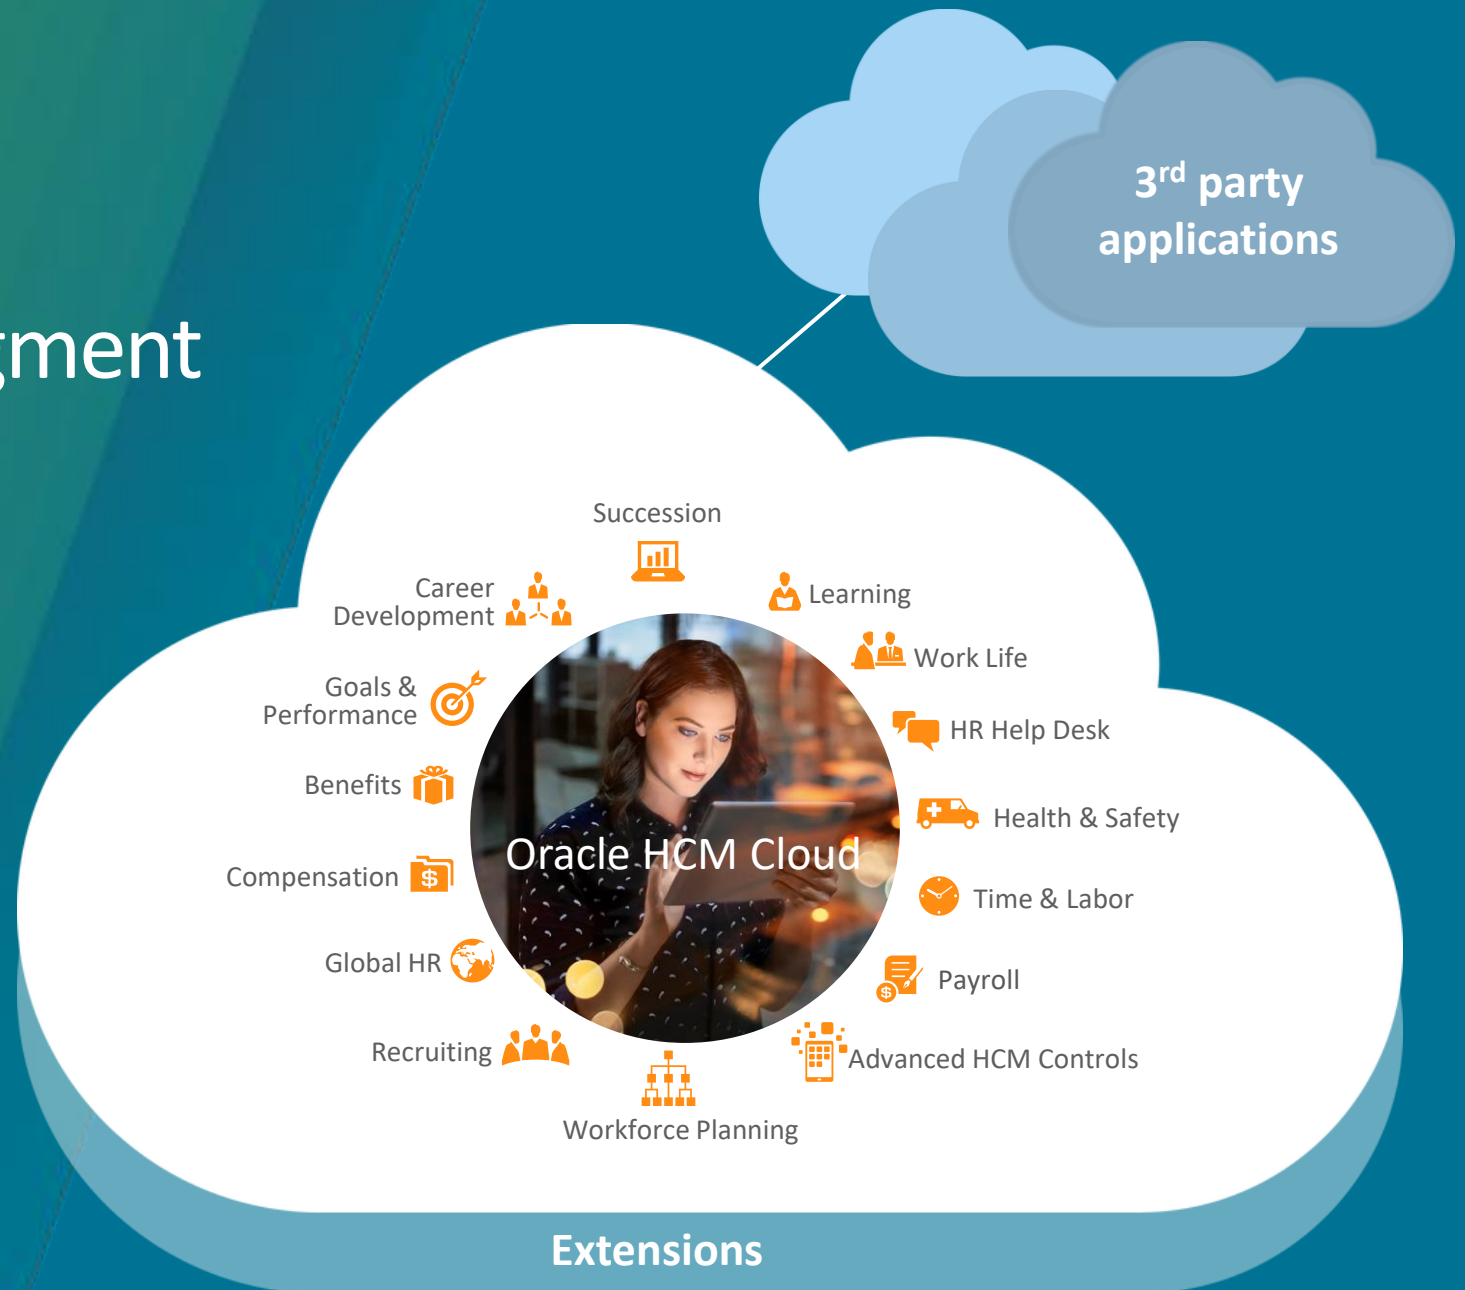 3rd party
applications
Succession
Career
Development
Learning
Work Life
Goals &
Performance
HR Help Desk
Benefits
Health & Safety
Oracle HCM Cloud
Compensation
Time & Labor
Global HR
Payroll
Recruiting
Advanced HCM Controls
Workforce Planning
Extensions